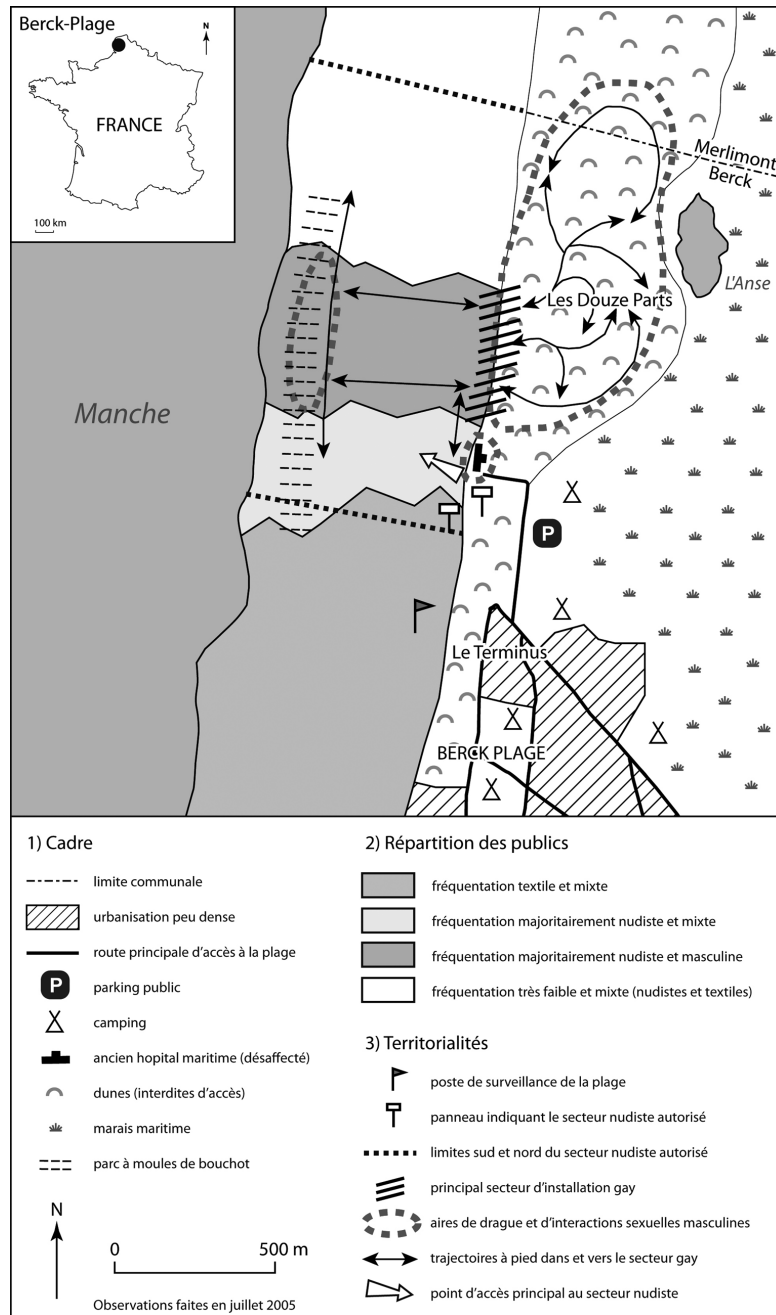 Berck-Plage
N
FRANCE
100 km
Merlimont
Berck
L'Anse
Les Douze Parts
Manche
P
Le Terminus
BERCK PLAGE
1) Cadre
limite communale
urbanisation peu dense
route principale d'accès à la plage
P
parking public
camping
ancien hopital maritime (désaffecté)
dunes (interdites d'accès)
marais maritime
parc à moules de bouchot
N
0
500 m
Observations faites en juillet 2005
2) Répartition des publics
fréquentation textile et mixte
fréquentation majoritairement nudiste et mixte
fréquentation majoritairement nudiste et masculine
fréquentation très faible et mixte (nudistes et textiles)
3) Territorialités
poste de surveillance de la plage
panneau indiquant le secteur nudiste autorisé
limites sud et nord du secteur nudiste autorisé
principal secteur d'installation gay
aires de drague et d'interactions sexuelles masculines
trajectoires à pied dans et vers le secteur gay
point d'accès principal au secteur nudiste